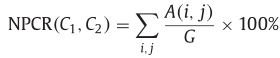 NPCR(C₁, C₂) = ∑_{i,j} A(i, j)/G × 100%